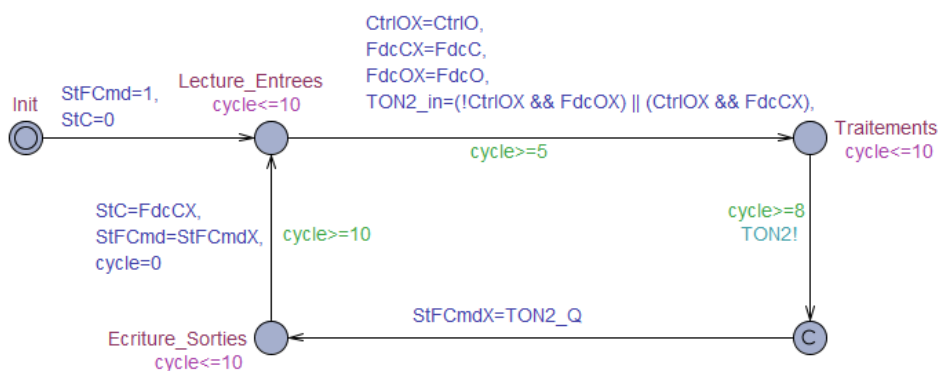 CtrlOX=CtrlO,
FdcCX=FdcC,
FdcOX=FdcO,
TON2_in=(!CtrlOX && FdcOX) || (CtrlOX && FdcCX),
Init
StFCmd=1,
StC=0
Lecture_Entrees
cycle<=10
cycle>=5
Traitements
cycle<=10
StC=FdcCX,
StFCmd=StFCmdX,
cycle=0
cycle>=10
cycle>=8
TON2!
StFCmdX=TON2_Q
Ecriture_Sorties
cycle<=10
C